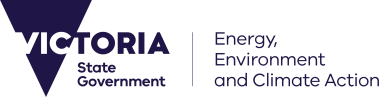 VICTORIA
State
Government
Energy,
Environment
and Climate Action